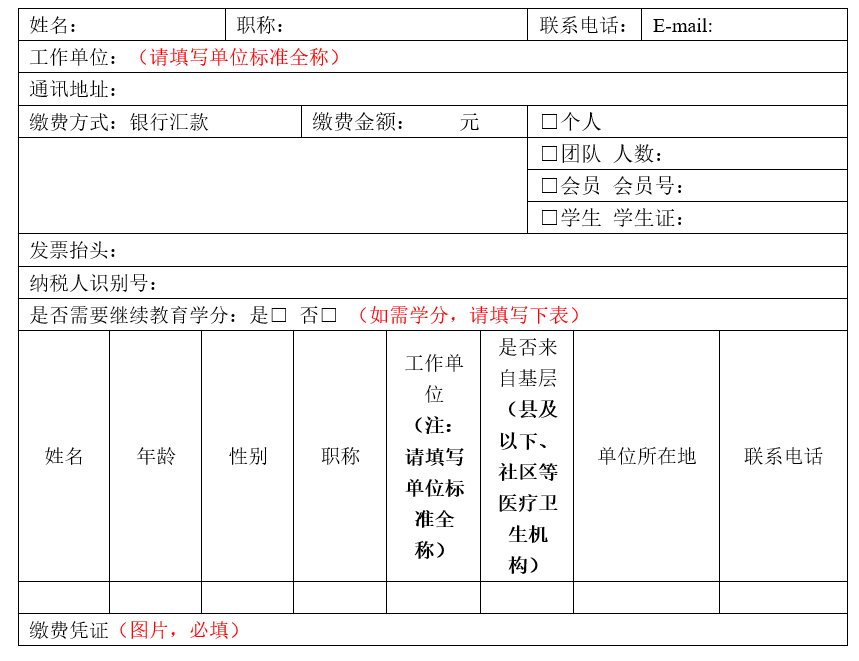 姓名： 职称： 联系电话： E-mail:
工作单位：（请填写单位标准全称）
通讯地址：
缴费方式：银行汇款 缴费金额： 元 □个人
□团队 人数：
□会员 会员号：
□学生 学生证：
发票抬头：
纳税人识别号：
是否需要继续教育学分：是□ 否□ （如需学分，请填写下表）
姓名
年龄
性别
职称
工作单
位
（注：
请填写
单位标
准全
称）
是否来
自基层
（县及
以下、
社区等
医疗卫
生机
构）
单位所在地
联系电话
缴费凭证（图片，必填）